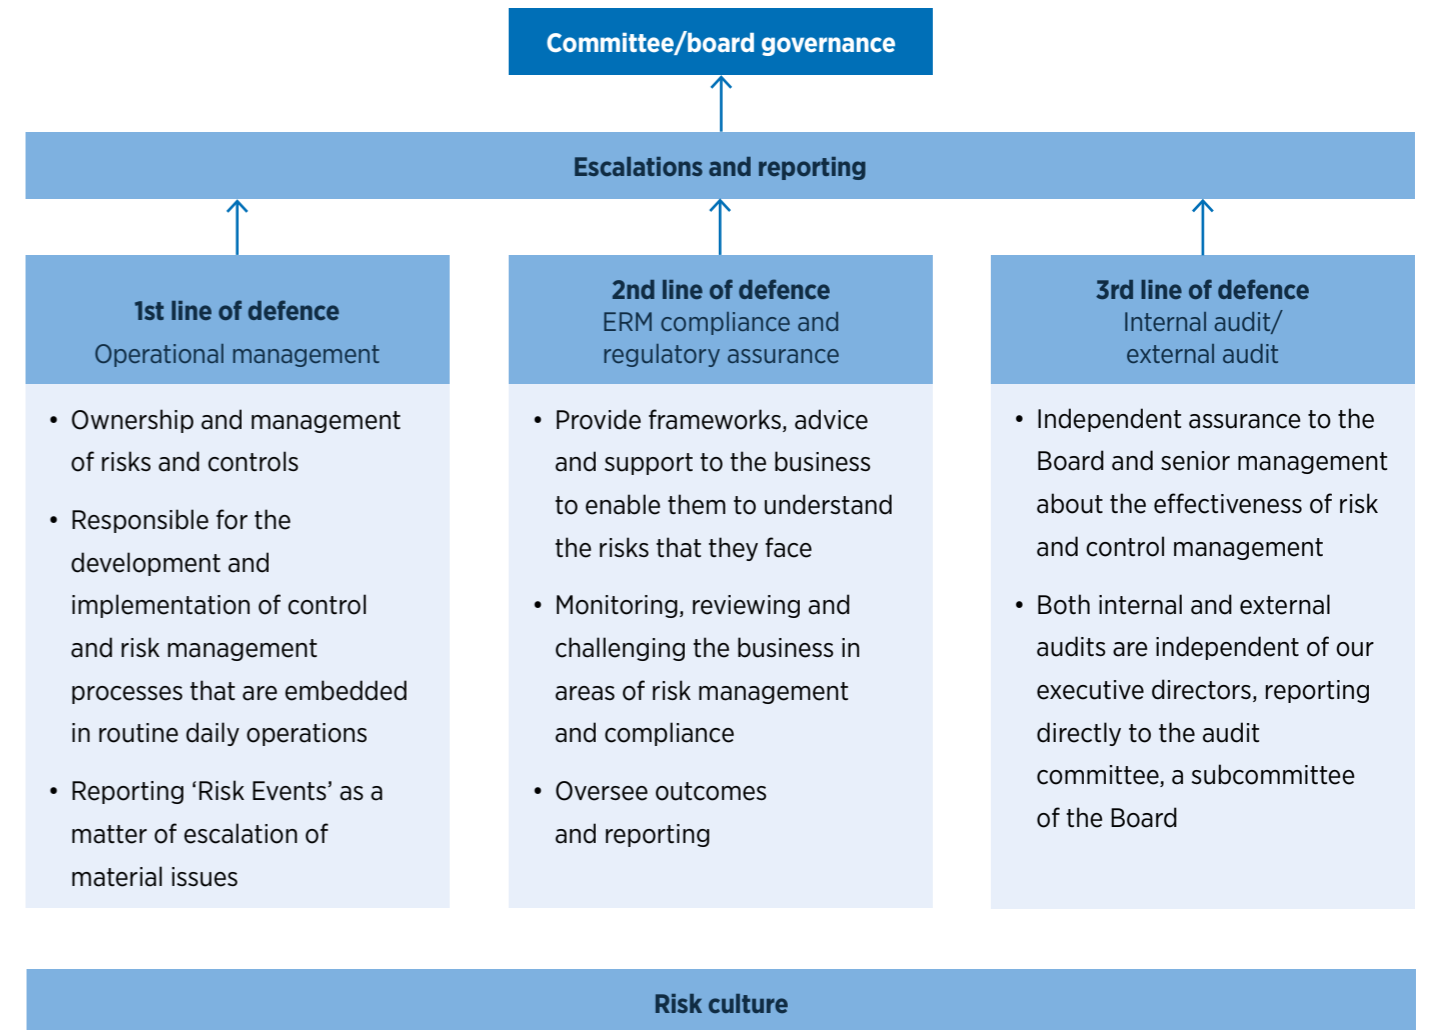 Committee/board governance
Escalations and reporting
1st line of defence
Operational management
• Ownership and management
of risks and controls
• Responsible for the
development and
implementation of control
and risk management
processes that are embedded
in routine daily operations
• Reporting ‘Risk Events’ as a
matter of escalation of
material issues
2nd line of defence
ERM compliance and
regulatory assurance
• Provide frameworks, advice
and support to the business
to enable them to understand
the risks that they face
• Monitoring, reviewing and
challenging the business in
areas of risk management
and compliance
• Oversee outcomes
and reporting
3rd line of defence
Internal audit/
external audit
• Independent assurance to the
Board and senior management
about the effectiveness of risk
and control management
• Both internal and external
audits are independent of our
executive directors, reporting
directly to the audit
committee, a subcommittee
of the Board
Risk culture